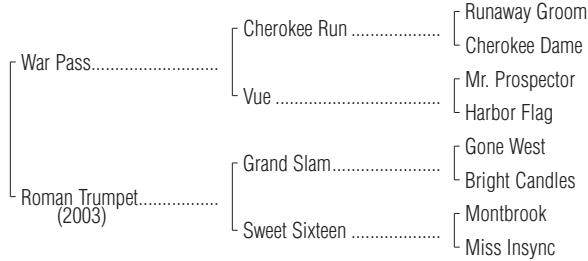 Runaway Groom
Cherokee Run ....................
Cherokee Dame
War Pass.........................
Mr. Prospector
Vue ................................
Harbor Flag
Gone West
Grand Slam.....................
Bright Candles
Roman Trumpet................
(2003)
Montbrook
Sweet Sixteen .................
Miss Insync